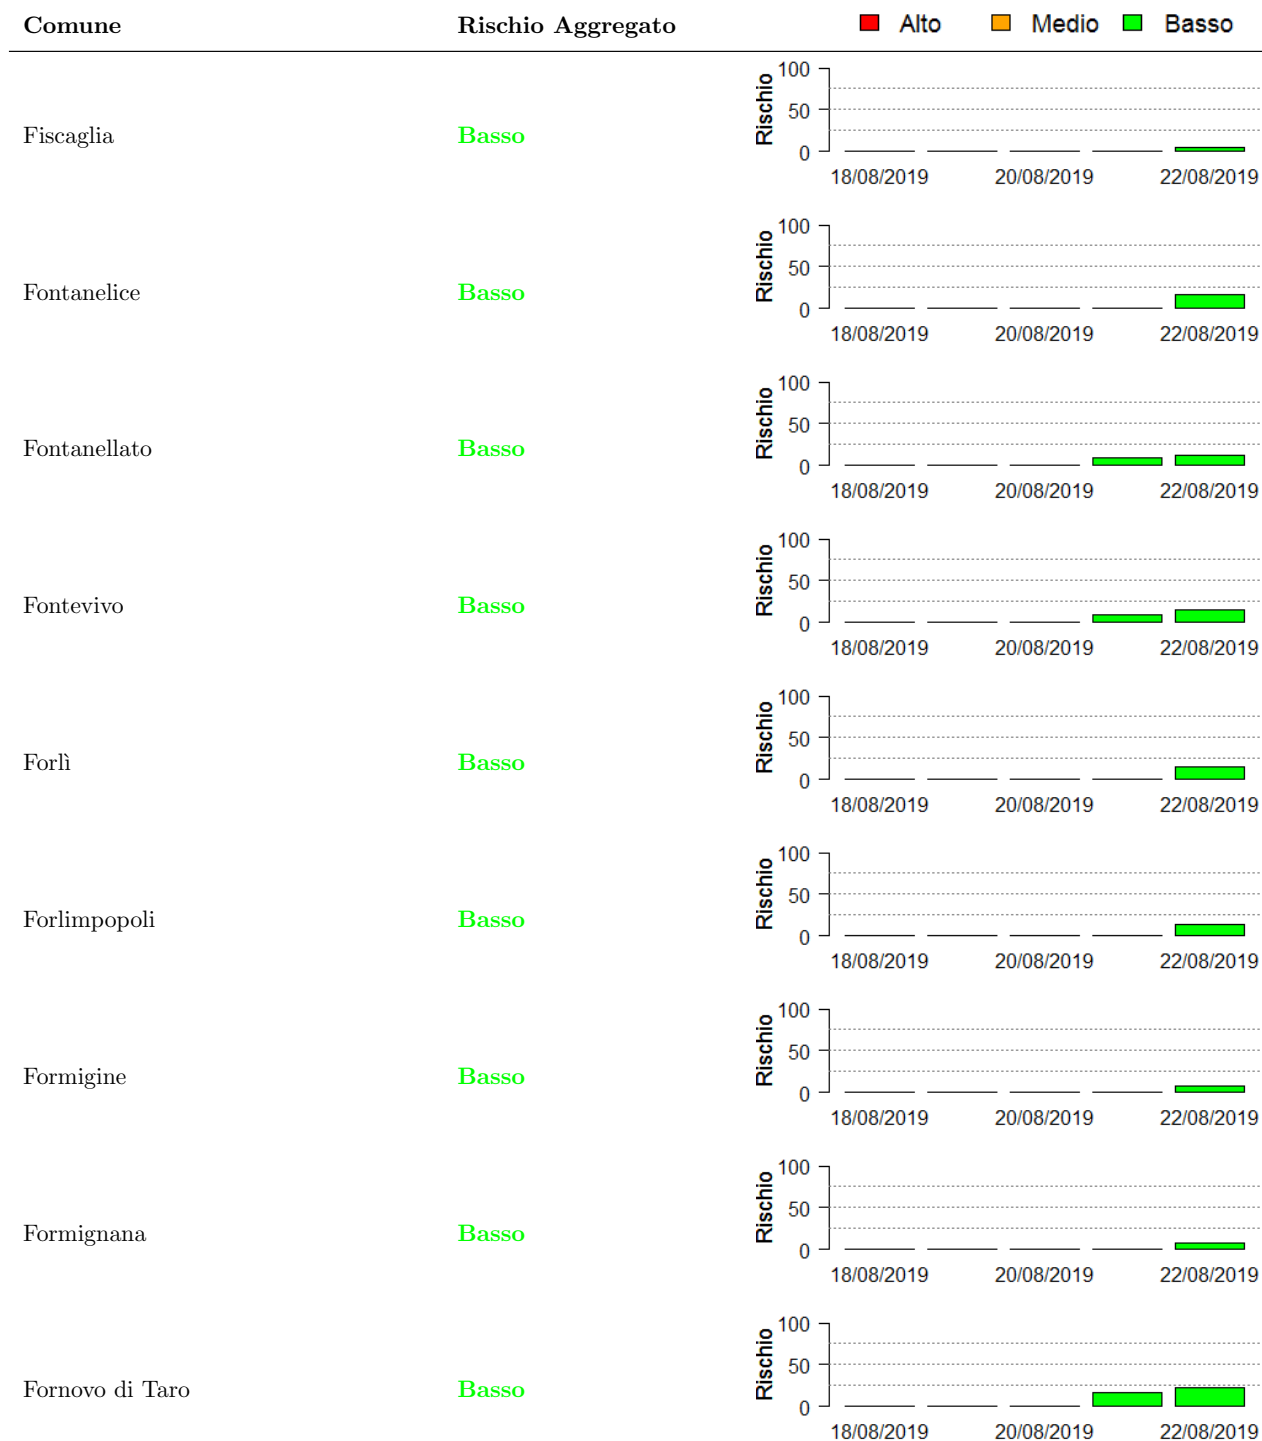 Comune Rischio Aggregato Alto Medio Basso
100
Rischio
50
Fiscaglia Basso
0
18/08/2019 20/08/2019 22/08/2019
100
Rischio
50
Fontanelice Basso
0
18/08/2019 20/08/2019 22/08/2019
100
Rischio
50
Fontanellato Basso
0
18/08/2019 20/08/2019 22/08/2019
100
Rischio
50
Fontevivo Basso
0
18/08/2019 20/08/2019 22/08/2019
100
Rischio
50
Forlì Basso
0
18/08/2019 20/08/2019 22/08/2019
100
Rischio
50
Forlimpopoli Basso
0
18/08/2019 20/08/2019 22/08/2019
100
Rischio
50
Formigine Basso
0
18/08/2019 20/08/2019 22/08/2019
100
Rischio
50
Formignana Basso
0
18/08/2019 20/08/2019 22/08/2019
100
Rischio
50
Fornovo di Taro Basso
0
18/08/2019 20/08/2019 22/08/2019